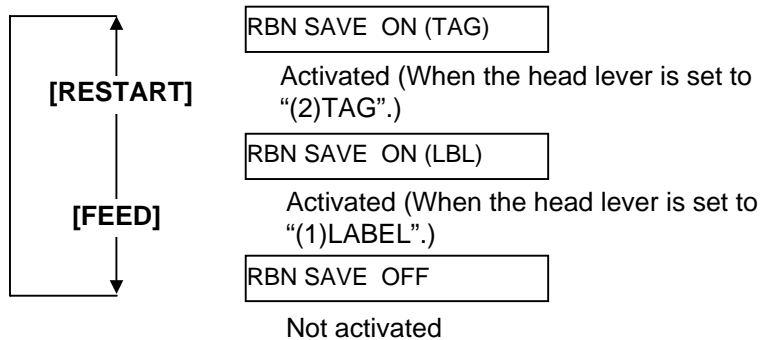 RBN SAVE  ON (TAG)
Activated (When the head lever is set to
“(2)TAG”.)
[RESTART]
RBN SAVE  ON (LBL)
Activated (When the head lever is set to
“(1)LABEL”.)
[FEED]
RBN SAVE  OFF
Not activated